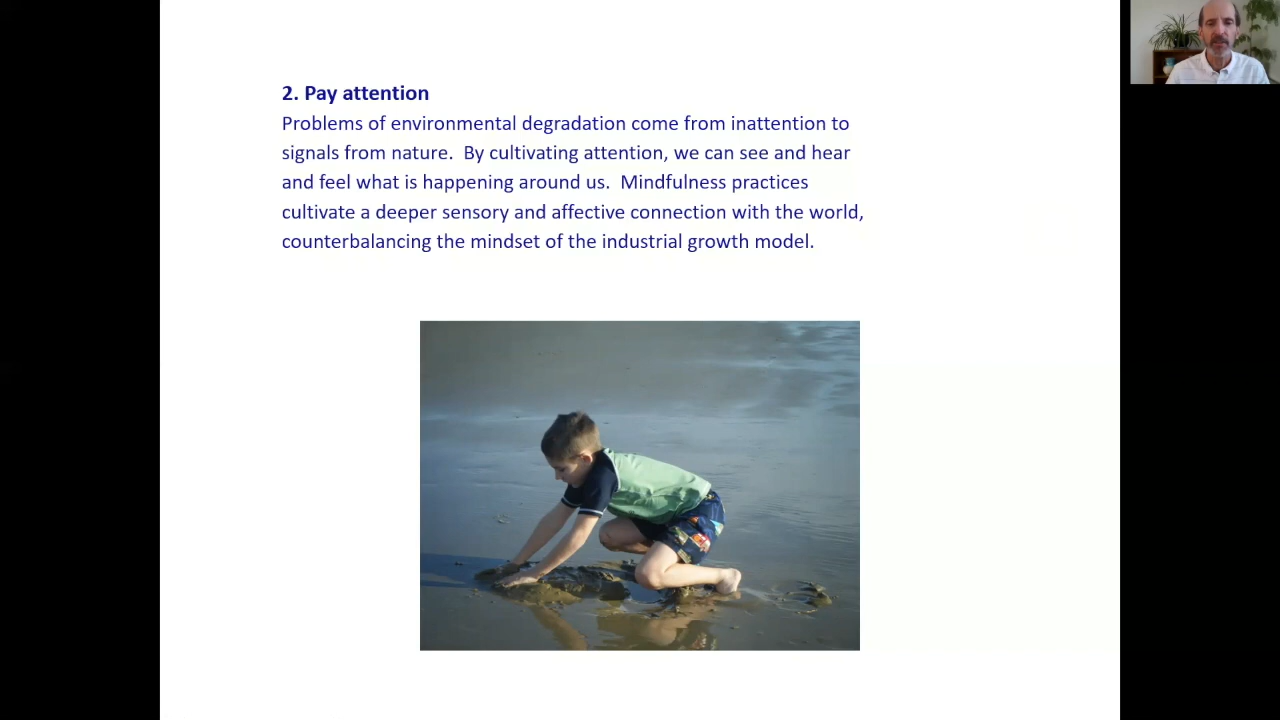 2. Pay attention
Problems of environmental degradation come from inattention to
signals from nature.  By cultivating attention, we can see and hear
and feel what is happening around us.  Mindfulness practices
cultivate a deeper sensory and affective connection with the world,
counterbalancing the mindset of the industrial growth model.